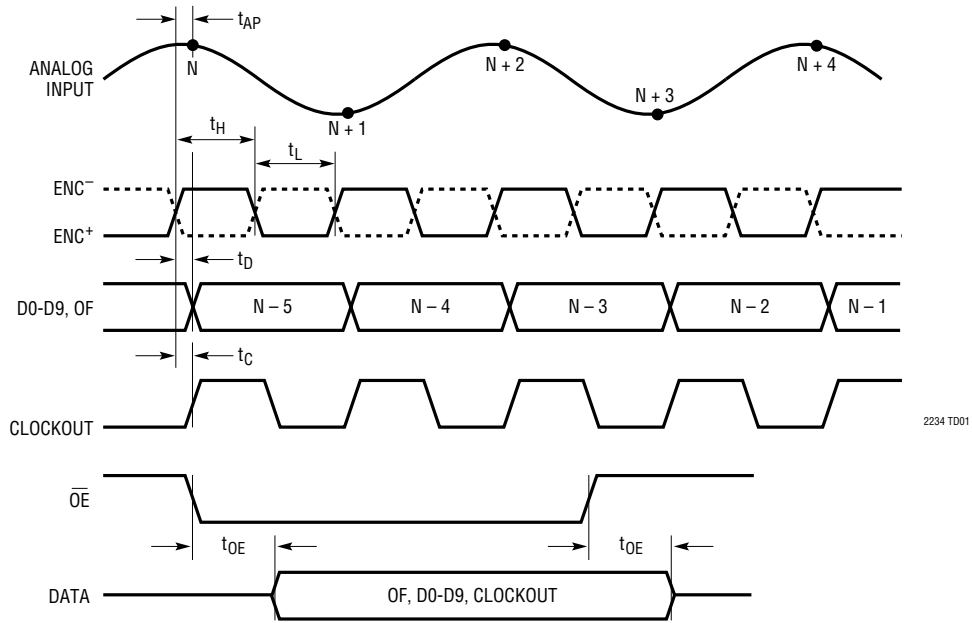 tAP
ANALOG
INPUT
N
N + 1
N + 2
N + 3
N + 4
tH
tL
ENC–
ENC+
tD
D0-D9, OF
N – 5
N – 4
N – 3
N – 2
N – 1
tC
CLOCKOUT
2234 TD01
OE
tOE
tOE
DATA
OF, D0-D9, CLOCKOUT